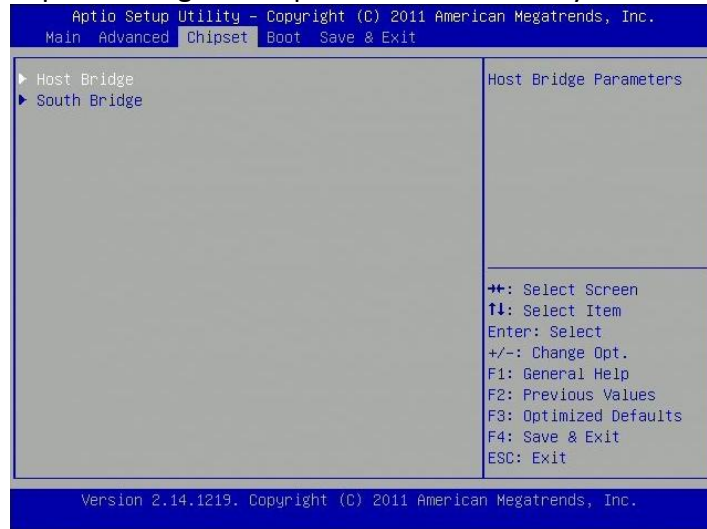 Aptio Setup Utility – Copyright (C) 2011 American Megatrends, Inc.
Main Advanced Chipset Boot Save & Exit
Host Bridge
South Bridge
Host Bridge Parameters
→←: Select Screen
↑↓: Select Item
Enter: Select
+/-: Change Opt.
F1: General Help
F2: Previous Values
F3: Optimized Defaults
F4: Save & Exit
ESC: Exit
Version 2.14.1219. Copyright (C) 2011 American Megatrends, Inc.